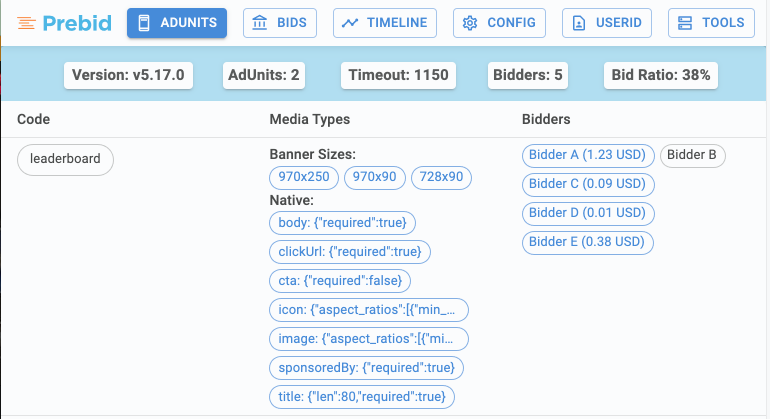 Prebid ADUNITS BIDS TIMELINE CONFIG USERID TOOLS
Version: v5.17.0 AdUnits: 2 Timeout: 1150 Bidders: 5 Bid Ratio: 38%
Code Media Types Bidders
leaderboard
Banner Sizes:
970x250 970x90 728x90
Native:
body: {"required":true}
clickUrl: {"required":true}
cta: {"required":false}
icon: {"aspect_ratios":[{"min_...
image: {"aspect_ratios":[{"mi...
sponsoredBy: {"required":true}
title: {"len":80,"required":true}
Bidder A (1.23 USD) Bidder B
Bidder C (0.09 USD)
Bidder D (0.01 USD)
Bidder E (0.38 USD)